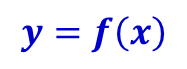 y = f(x)